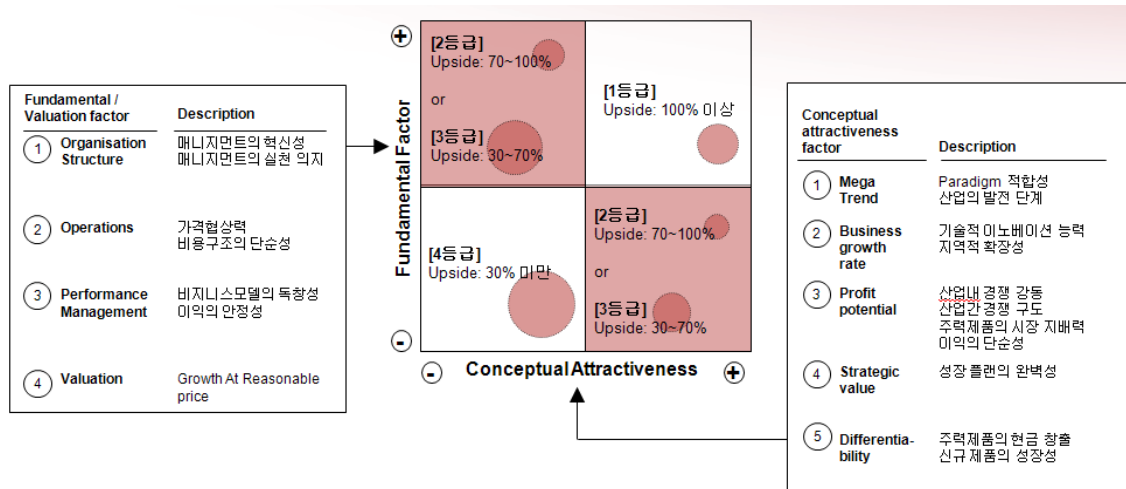 Fundamental /
Valuation factor
Description
1
Organisation
Structure
매니지먼트의 혁신성
매니지먼트의 실천 의지
2
Operations
가격협상력
비용구조의 단순성
3
Performance
Management
비지니스모델의 독창성
이익의 안정성
4
Valuation
Growth At Reasonable
price
Fundamental Factor
+
-
[2등급]
Upside: 70~100%
or
[3등급]
Upside: 30~70%
[1등급]
Upside: 100% 이상
[4등급]
Upside: 30% 미만
[2등급]
Upside: 70~100%
or
[3등급]
Upside: 30~70%
-
Conceptual Attractiveness
+
Conceptual
attractiveness
factor
Description
1
Mega
Trend
Paradigm 적합성
산업의 발전 단계
2
Business
growth
rate
기술적 이노베이션 능력
지역적 확장성
3
Profit
potential
산업내 경쟁 강동
산업간 경쟁 구도
주력제품의 시장 지배력
이익의 단순성
4
Strategic
value
성장 플랜의 완벽성
5
Differentia-
bility
주력제품의 현금 창출
신규 제품의 성장성